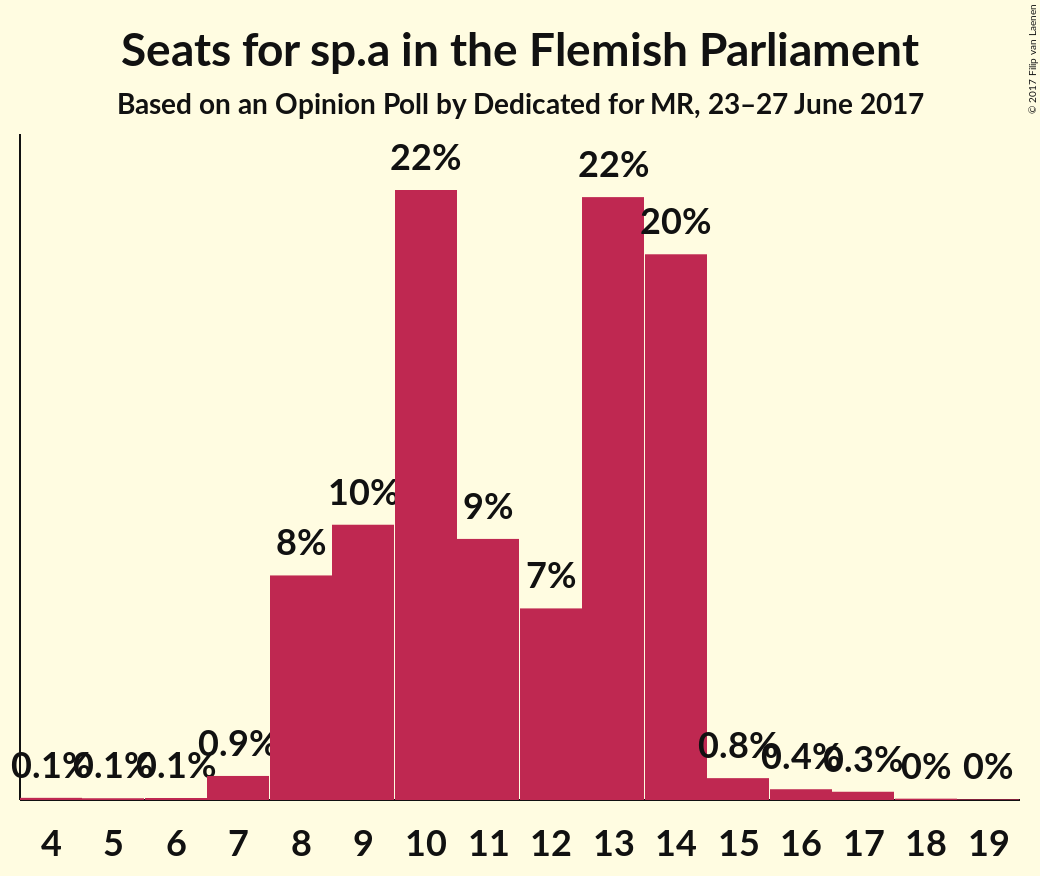 Seats for sp.a in the Flemish Parliament
Based on an Opinion Poll by Dedicated for MR, 23–27 June 2017
© 2017 Filip van Laenen
0.1% 0.1% 0.1% 0.9% 8% 10% 22% 9% 7% 22% 20% 0.8% 0.4% 0.3% 0% 0%
4 5 6 7 8 9 10 11 12 13 14 15 16 17 18 19